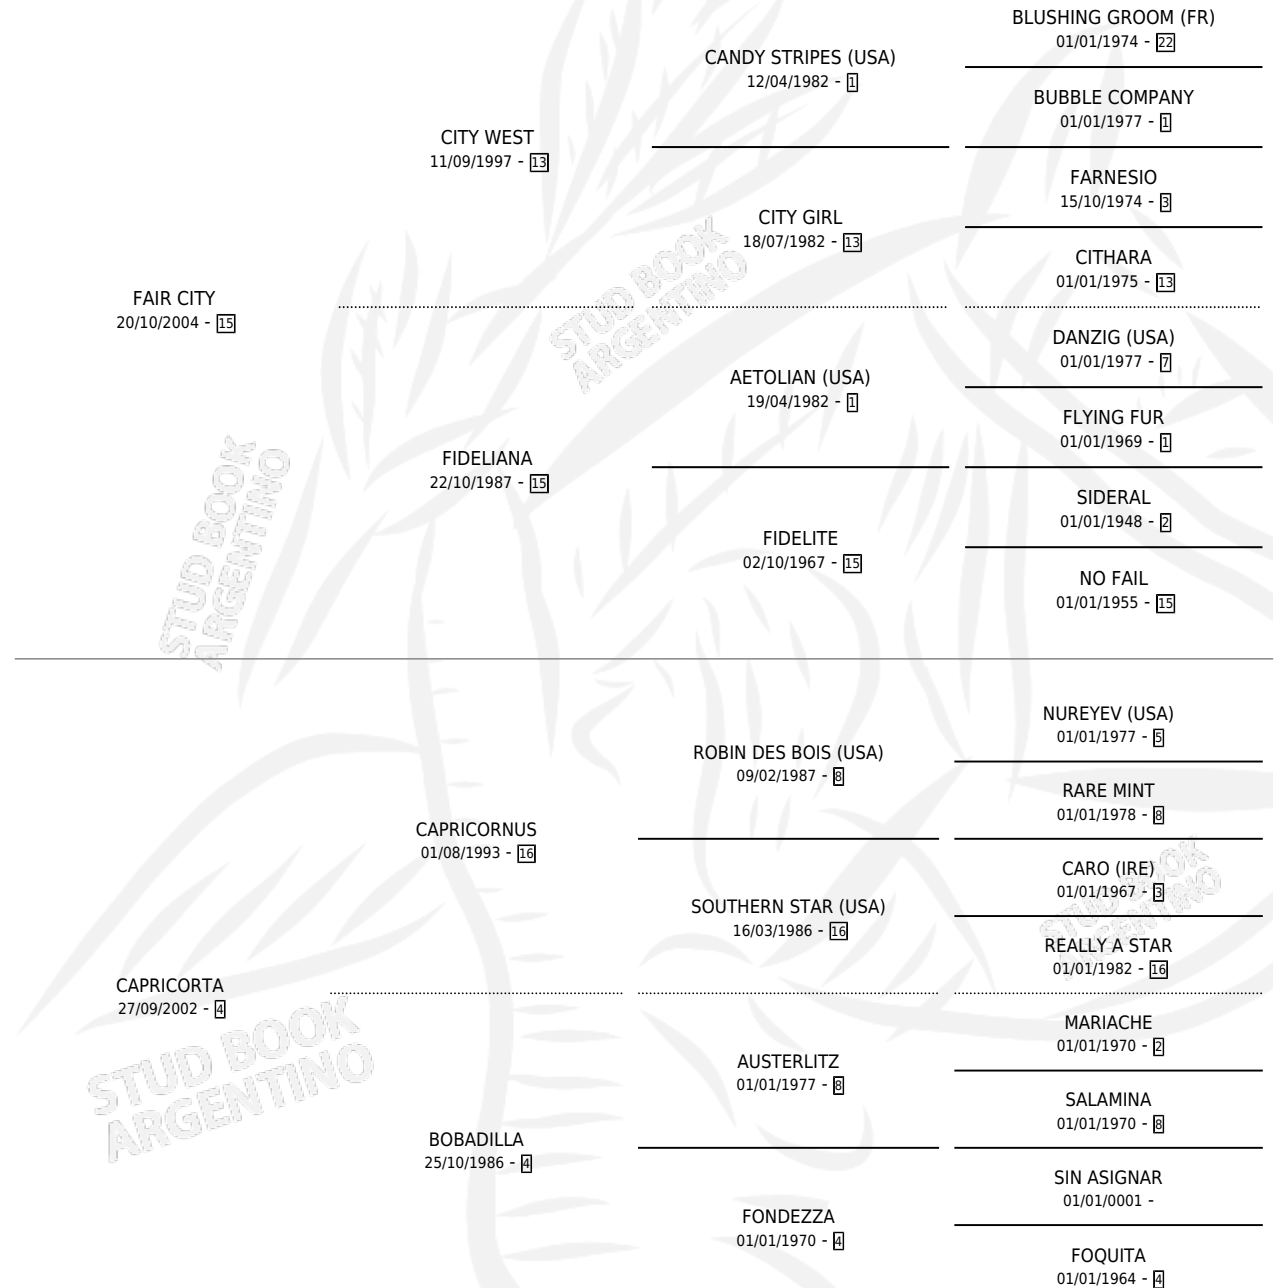 BLUSHING GROOM (FR)
01/01/1974 - 22
CANDY STRIPES (USA)
12/04/1982 - 1
BUBBLE COMPANY
01/01/1977 - 1
CITY WEST
11/09/1997 - 13
FARNESIO
15/10/1974 - 3
CITY GIRL
18/07/1982 - 13
CITHARA
01/01/1975 - 13
FAIR CITY
20/10/2004 - 15
DANZIG (USA)
01/01/1977 - 7
AETOLIAN (USA)
19/04/1982 - 1
FLYING FUR
01/01/1969 - 1
FIDELIANA
22/10/1987 - 15
SIDERAL
01/01/1948 - 2
FIDELITE
02/10/1967 - 15
NO FAIL
01/01/1955 - 15
NUREYEV (USA)
01/01/1977 - 5
ROBIN DES BOIS (USA)
09/02/1987 - 8
RARE MINT
01/01/1978 - 8
CAPRICORNUS
01/08/1993 - 16
CARO (IRE)
01/01/1967 - 3
SOUTHERN STAR (USA)
16/03/1986 - 16
REALLY A STAR
01/01/1982 - 16
CAPRICORTA
27/09/2002 - 4
MARIACHE
01/01/1970 - 2
AUSTERLITZ
01/01/1977 - 8
SALAMINA
01/01/1970 - 8
BOBADILLA
25/10/1986 - 4
SIN ASIGNAR
01/01/0001 -
FONDEZZA
01/01/1970 - 4
FOQUITA
01/01/1964 - 4
STUD BOOK
ARGENTINO
STUD BOOK
ARGENTINO
STUD BOOK
ARGENTINO
STUD BOOK
ARGENTINO